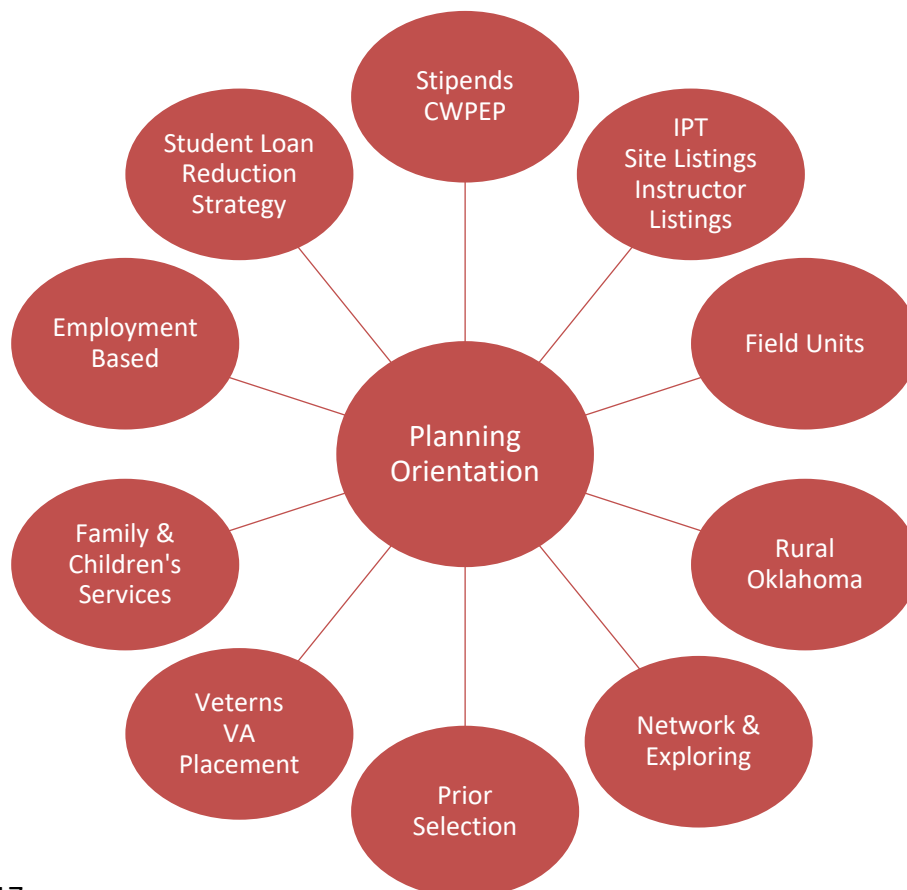 Stipends
CWPEP
IPT
Site Listings
Instructor
Listings
Field Units
Rural
Oklahoma
Network &
Exploring
Prior
Selection
Veterns
VA
Placement
Family &
Children's
Services
Employment
Based
Student Loan
Reduction
Strategy
Planning
Orientation